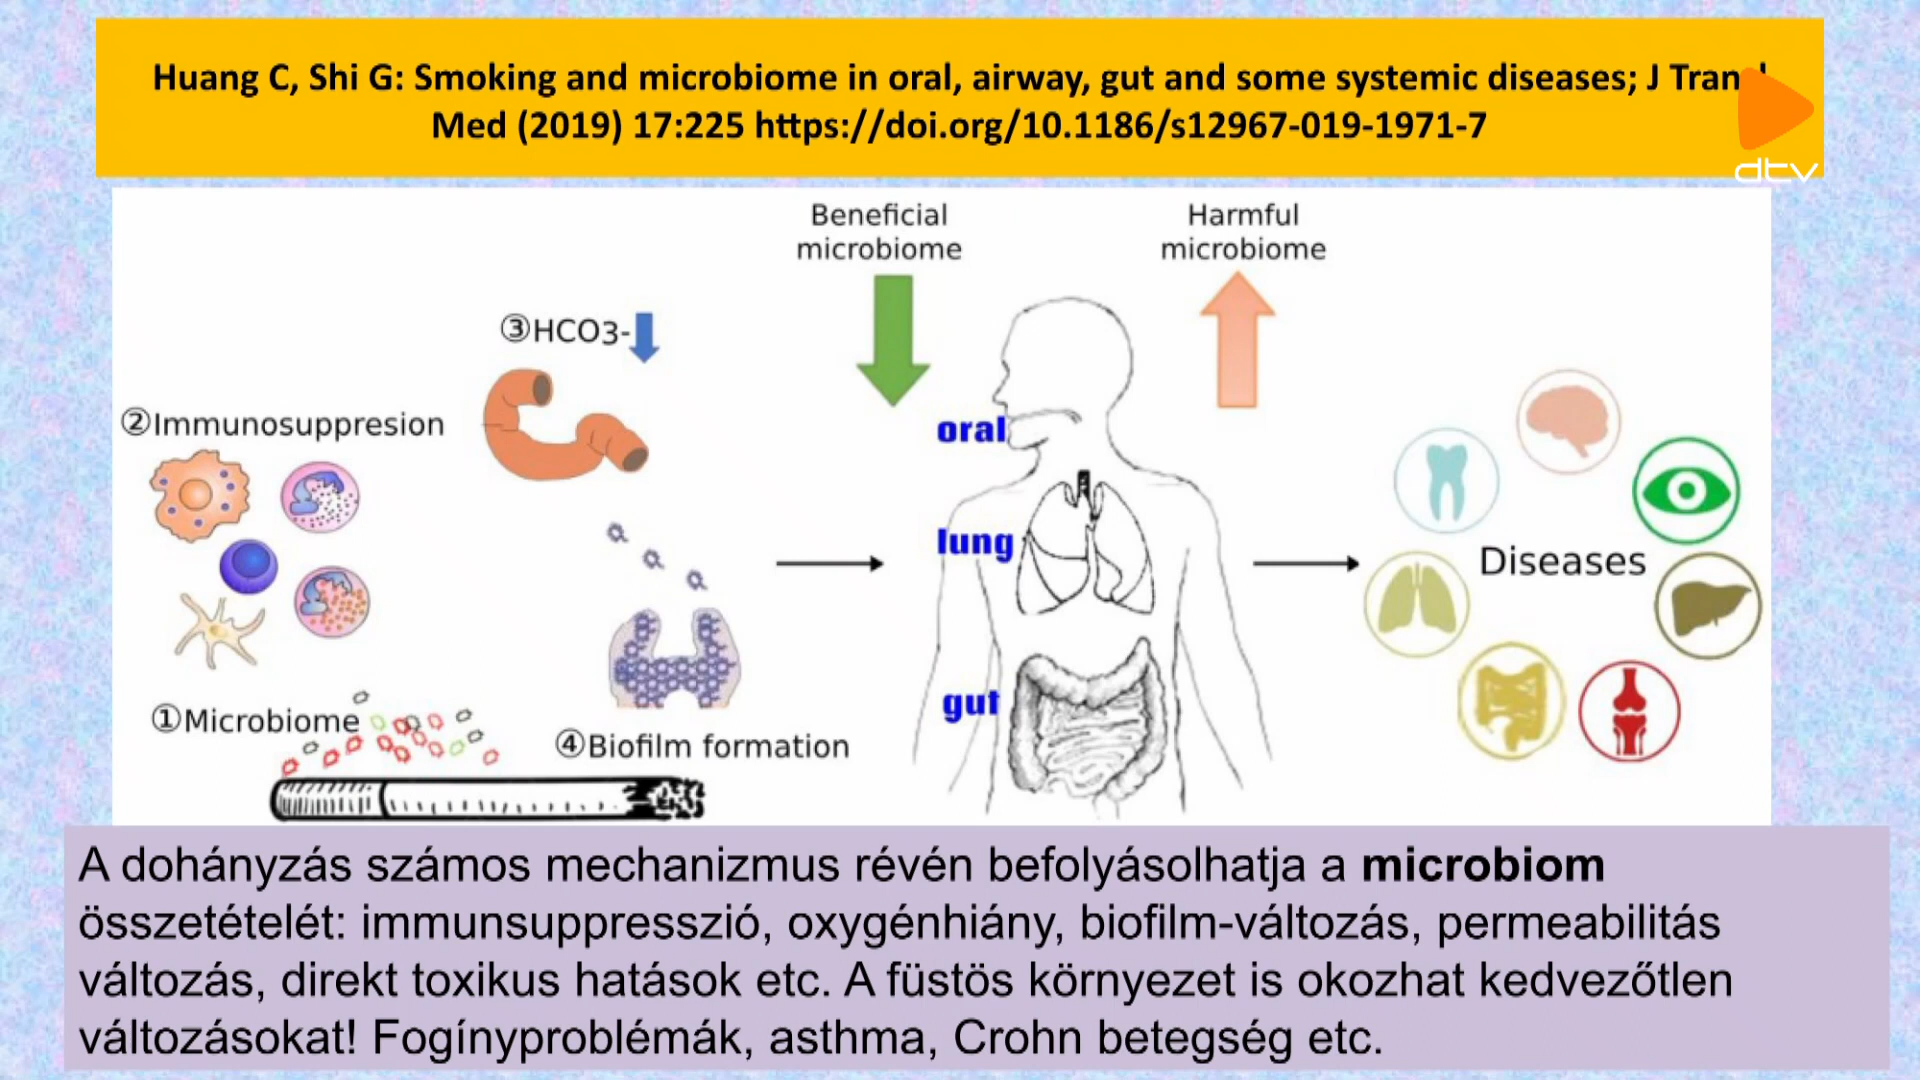 Huang C, Shi G: Smoking and microbiome in oral, airway, gut and some systemic diseases; J
Med (2019) 17:225 https://doi.org/10.1186/s12967-019-1971-7
dtv
Beneficial
microbiome
Harmful
microbiome
③HCO3-
②Immunosuppresion
oral
lung
Diseases
gut
①Microbiome
④Biofilm formation
A dohányzás számos mechanizmus révén befolyásolhatja a microbiom
összetételét: immunsuppresszió, oxygénhiány, biofilm-változás, permeabilitás
változás, direkt toxikus hatások etc. A füstös környezet is okozhat kedvezőtlen
változásokat! Fogínyproblémák, asthma, Crohn betegség etc.